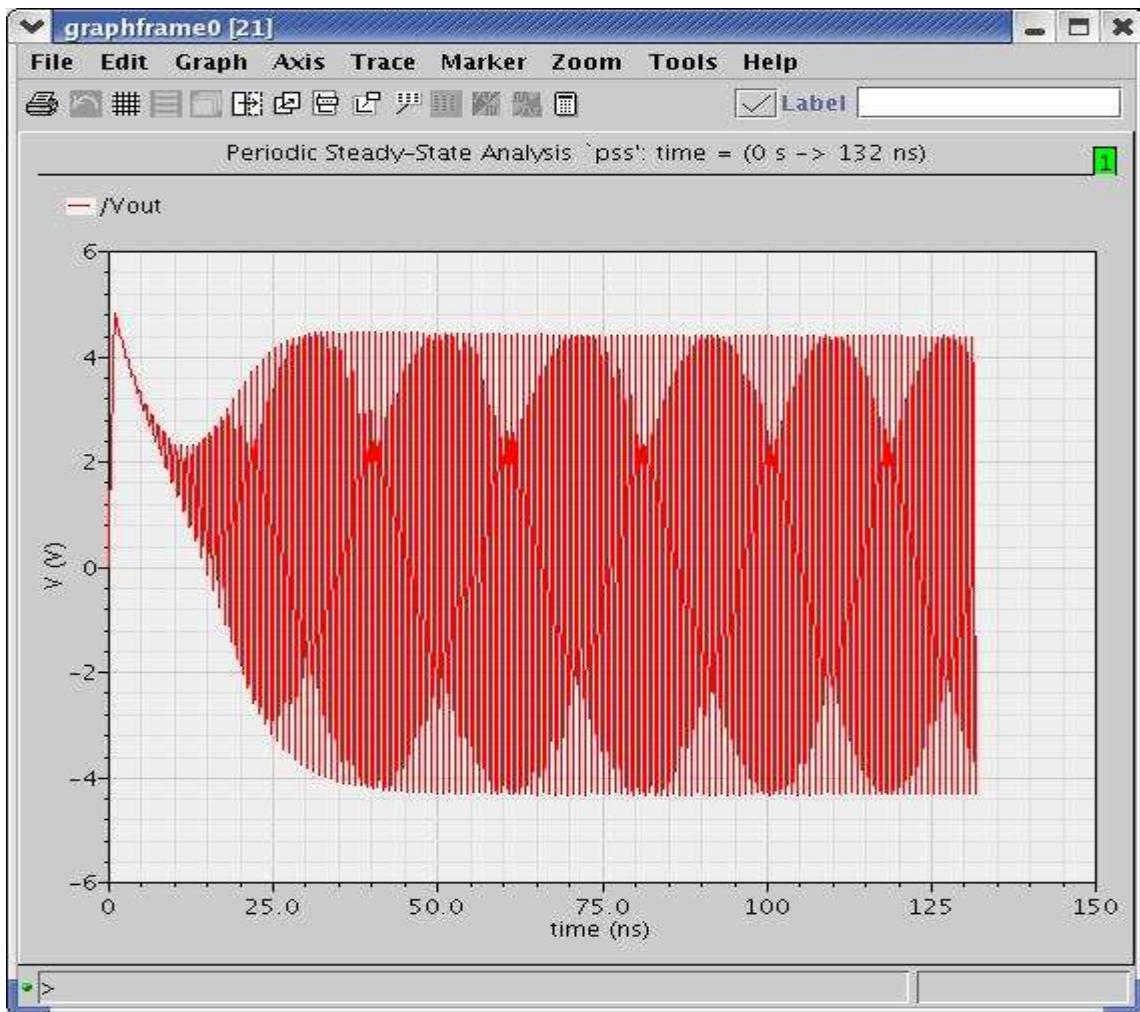 graphframe0 [21]
File Edit Graph Axis Trace Marker Zoom Tools Help
Label
Periodic Steady-State Analysis `pss': time = (0 s -> 132 ns)
1
/Vout
6
4
2
0
-2
-4
-6
V (V)
0 25.0 50.0 75.0 100 125 150
time (ns)
>